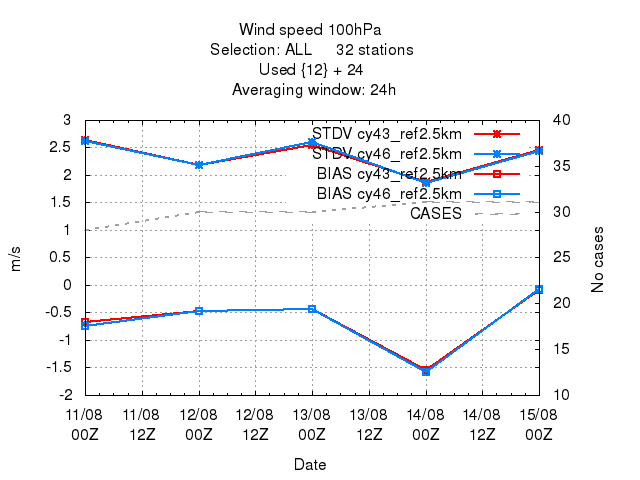 Wind speed 100hPa
Selection: ALL 32 stations
Used {12} + 24
Averaging window: 24h
3 40
STDV cy43_ref2.5km
2.5
STDV cy46_ref2.5km
35
2
BIAS cy43_ref2.5km
1.5
BIAS cy46_ref2.5km
30
CASES
1
0.5 25
m/s
No cases
0
-0.5 20
-1
15
-1.5
-2 10
11/08 11/08 12/08 12/08 13/08 13/08 14/08 14/08 15/08
00Z 12Z 00Z 12Z 00Z 12Z 00Z 12Z 00Z
Date